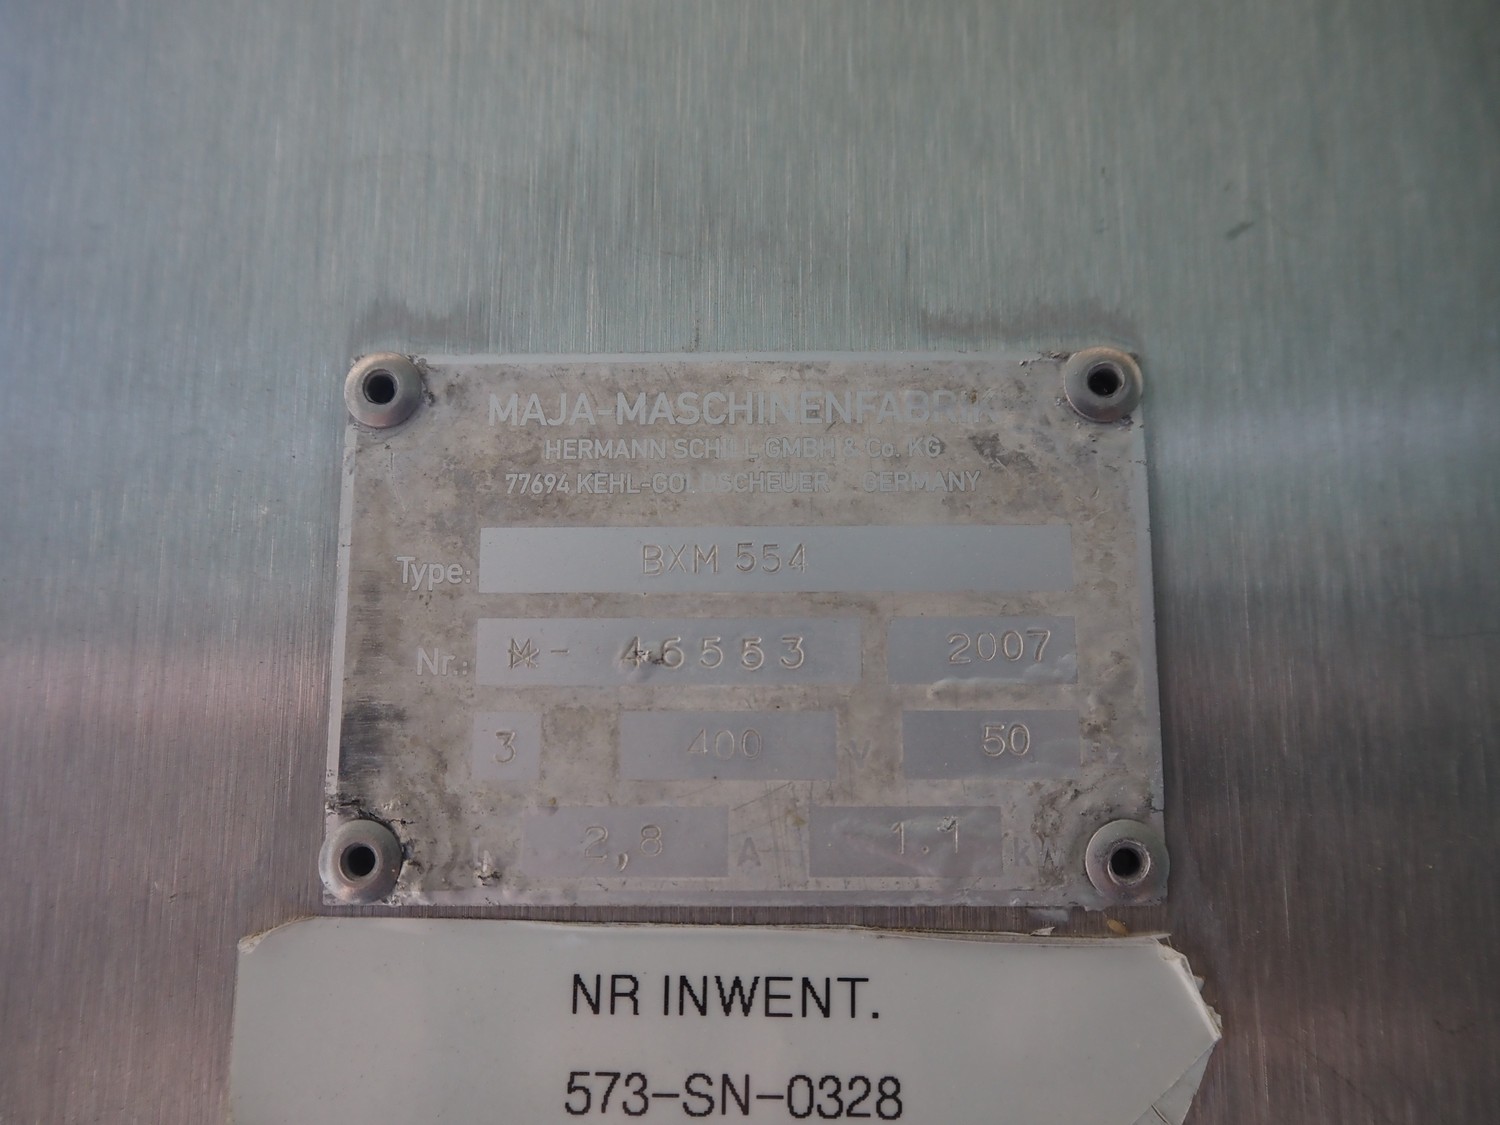 MAJA-MASCHINENFABRIK
HERMANN SCHILL GMBH & Co. KG
77694 KEHL-GOLDSCHEUER GERMANY
Type: BXM 554
Nr.: M- 46553 2007
3 400 V 50
2,8 A 1.1 kW
NR INWENT.
573-SN-0328